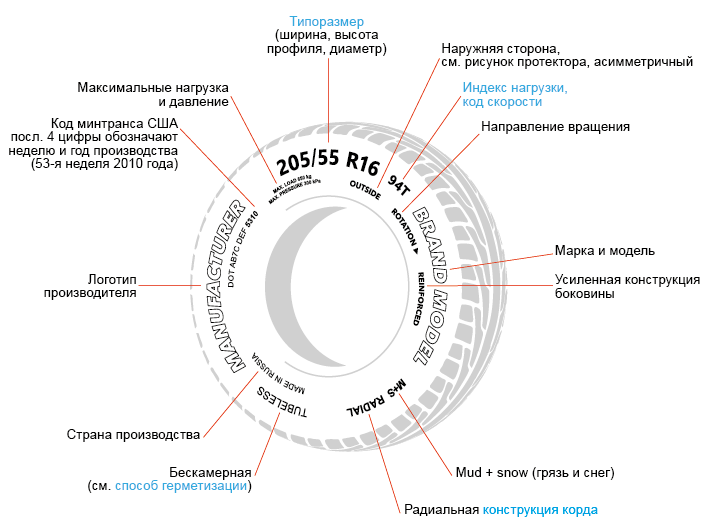 Типоразмер
(ширина, высота
профиля, диаметр)
Наружняя сторона,
см. рисунок протектора, асимметричный
Максимальные нагрузка
и давление
Индекс нагрузки,
код скорости
Код минтранса США
посл. 4 цифры обозначают
неделю и год производства
(53-я неделя 2010 года)
Направление вращения
205/55 R16
94T
MAX. LOAD 650 kg
MAX. PRESSURE 350 kPa
OUTSIDE
ROTATION
MANUFACTURER
DOT ABTC DEF 5310
BRAND MODEL
REINFORCED
Марка и модель
Логотип
производителя
Усиленная конструкция
боковины
MADE IN RUSSIA
TUBELESS
M+S RADIAL
Страна производства
Бескамерная
(см. способ герметизации)
Mud + snow (грязь и снег)
Радиальная конструкция корда